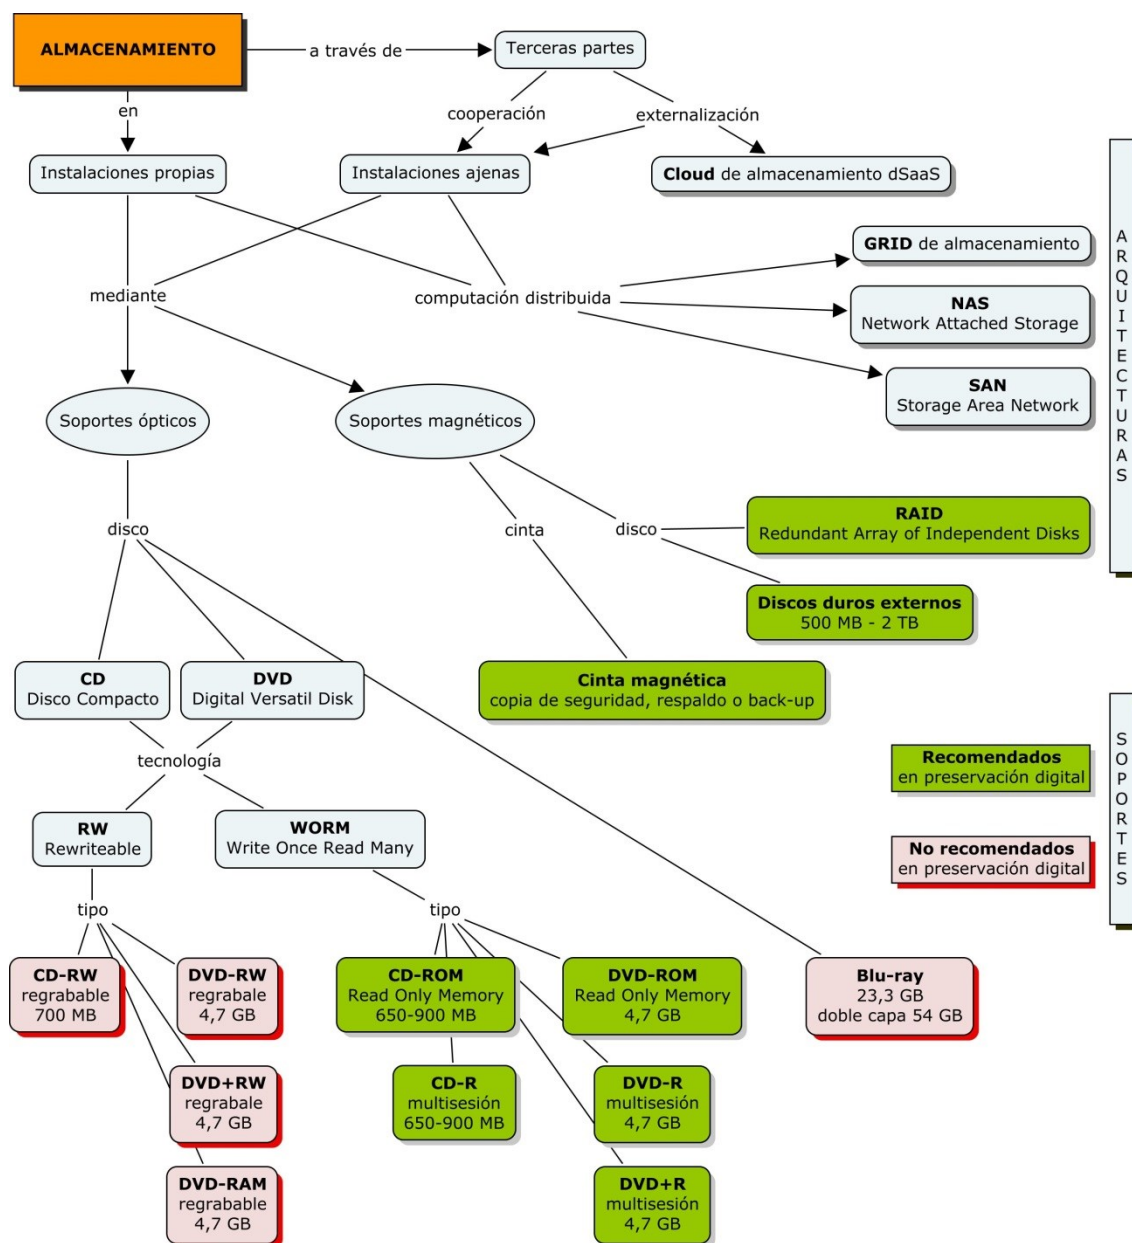 ALMACENAMIENTO
a través de
Terceras partes
en
cooperación
externalización
Instalaciones propias
Instalaciones ajenas
Cloud de almacenamiento dSaaS
ARQUITECTURAS
GRID de almacenamiento
mediante
computación distribuida
NAS
Network Attached Storage
SAN
Storage Area Network
Soportes ópticos
Soportes magnéticos
disco
cinta
disco
RAID
Redundant Array of Independent Disks
Discos duros externos
500 MB - 2 TB
CD
Disco Compacto
DVD
Digital Versatil Disk
Cinta magnética
copia de seguridad, respaldo o back-up
SOPORTES
tecnología
Recomendados
en preservación digital
RW
Rewriteable
WORM
Write Once Read Many
No recomendados
en preservación digital
tipo
tipo
CD-RW
regrabable
700 MB
DVD-RW
regrabale
4,7 GB
CD-ROM
Read Only Memory
650-900 MB
DVD-ROM
Read Only Memory
4,7 GB
Blu-ray
23,3 GB
doble capa 54 GB
DVD+RW
regrabale
4,7 GB
CD-R
multisesión
650-900 MB
DVD-R
multisesión
4,7 GB
DVD-RAM
regrabable
4,7 GB
DVD+R
multisesión
4,7 GB